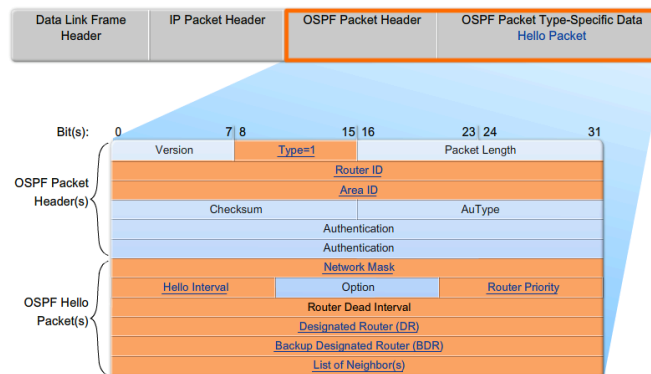 Data Link Frame Header
IP Packet Header
OSPF Packet Header
OSPF Packet Type-Specific Data
Hello Packet
Bit(s): 0 7 8 15 16 23 24 31
OSPF Packet Header(s)
Version Type=1 Packet Length
Router ID
Area ID
Checksum AuType
Authentication
Authentication
OSPF Hello Packet(s)
Network Mask
Hello Interval Option Router Priority
Router Dead Interval
Designated Router (DR)
Backup Designated Router (BDR)
List of Neighbor(s)